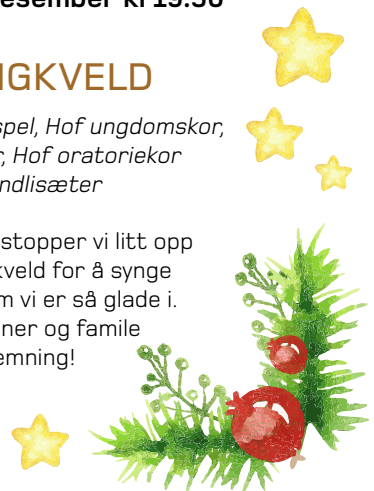 esember kl 19.30
NGKVELD
spel, Hof ungdomskor,
r, Hof oratoriekor
ndlisæter
stopper vi litt opp
kveld for å synge
m vi er så glade i.
ner og famile
emning!